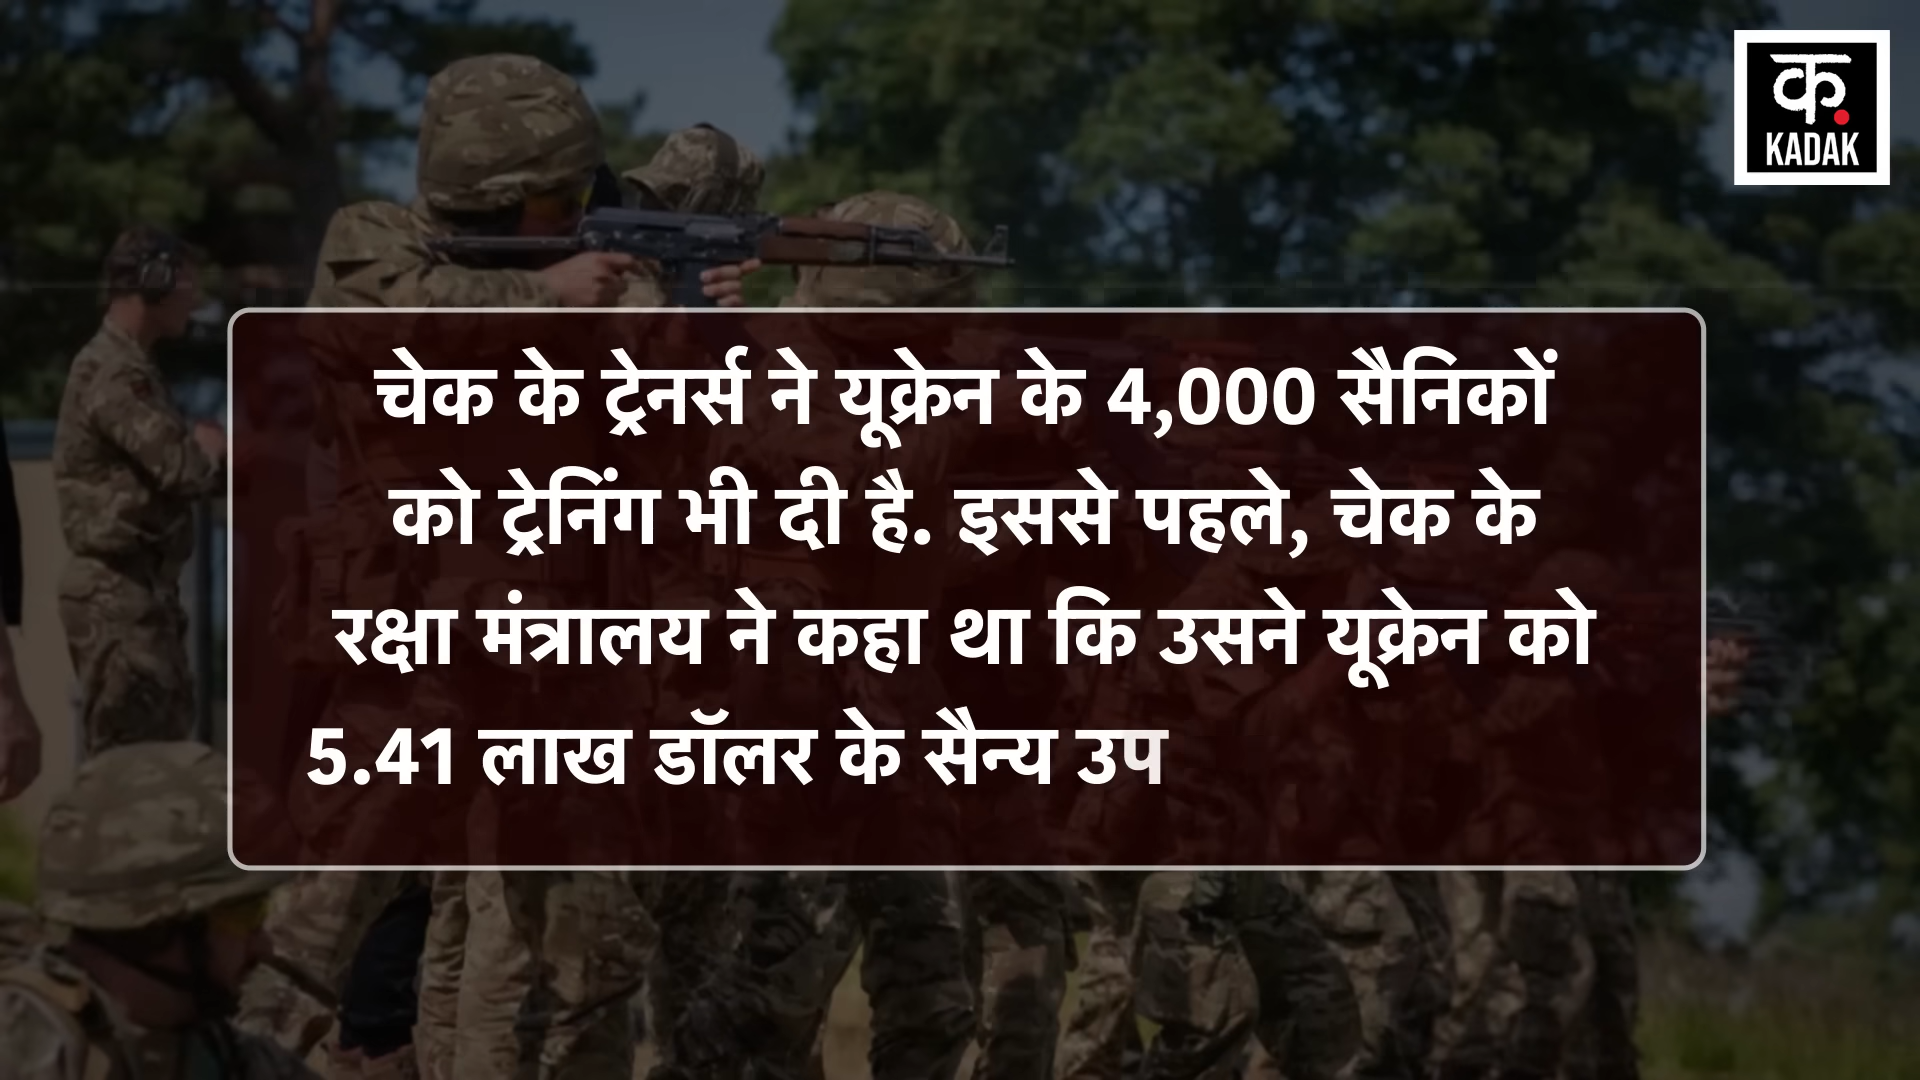 क.
KADAK
चेक के ट्रेनर्स ने यूक्रेन के 4,000 सैनिकों
को ट्रेनिंग भी दी है. इससे पहले, चेक के
रक्षा मंत्रालय ने कहा था कि उसने यूक्रेन को
5.41 लाख डॉलर के सैन्य उप